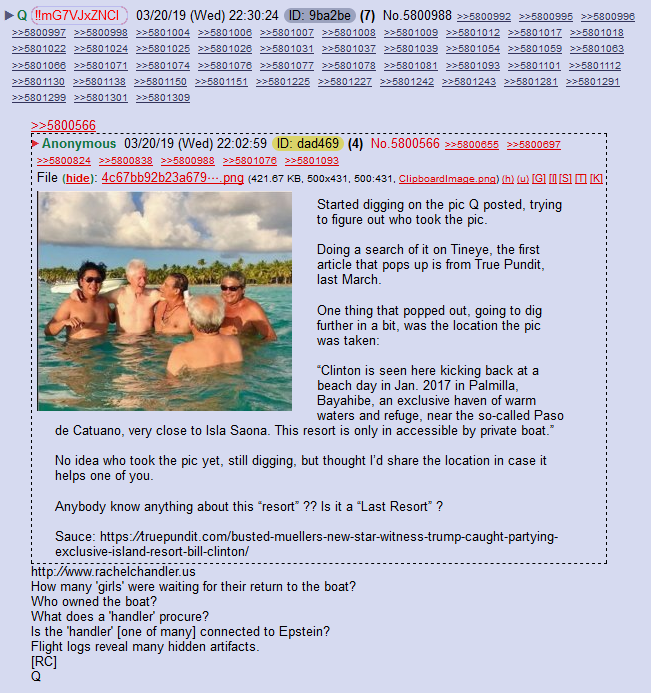 ▶ Q !!mG7VJxZNCI 03/20/19 (Wed) 22:30:24 ID: 9ba2be (7) No.5800988 >>5800992 >>5800995 >>5800996
>>5800997 >>5800998 >>5801004 >>5801006 >>5801007 >>5801008 >>5801009 >>5801012 >>5801017 >>5801018
>>5801022 >>5801024 >>5801025 >>5801026 >>5801031 >>5801037 >>5801039 >>5801054 >>5801059 >>5801063
>>5801066 >>5801071 >>5801074 >>5801076 >>5801077 >>5801078 >>5801081 >>5801093 >>5801101 >>5801112
>>5801130 >>5801138 >>5801150 >>5801151 >>5801225 >>5801227 >>5801242 >>5801243 >>5801281 >>5801291
>>5801299 >>5801301 >>5801309
>>5800566
▶ Anonymous 03/20/19 (Wed) 22:02:59 ID: dad469 (4) No.5800566 >>5800655 >>5800697
>>5800824 >>5800838 >>5800988 >>5801076 >>5801093
File (hide): 4c67bb92b23a679⋯.png (421.67 KB, 500x431, 500:431, ClipboardImage.png) (h) (u) [G] [I] [S] [T] [K]
Started digging on the pic Q posted, trying
to figure out who took the pic.
Doing a search of it on Tineye, the first
article that pops up is from True Pundit,
last March.
One thing that popped out, going to dig
further in a bit, was the location the pic
was taken:
“Clinton is seen here kicking back at a
beach day in Jan. 2017 in Palmilla,
Bayahibe, an exclusive haven of warm
waters and refuge, near the so-called Paso
de Catuano, very close to Isla Saona. This resort is only in accessible by private boat.”
No idea who took the pic yet, still digging, but thought I’d share the location in case it
helps one of you.
Anybody know anything about this “resort” ?? Is it a “Last Resort” ?
Sauce: https://truepundit.com/busted-muellers-new-star-witness-trump-caught-partying-
exclusive-island-resort-bill-clinton/
http://www.rachelchandler.us
How many 'girls' were waiting for their return to the boat?
Who owned the boat?
What does a 'handler' procure?
Is the 'handler' [one of many] connected to Epstein?
Flight logs reveal many hidden artifacts.
[RC]
Q